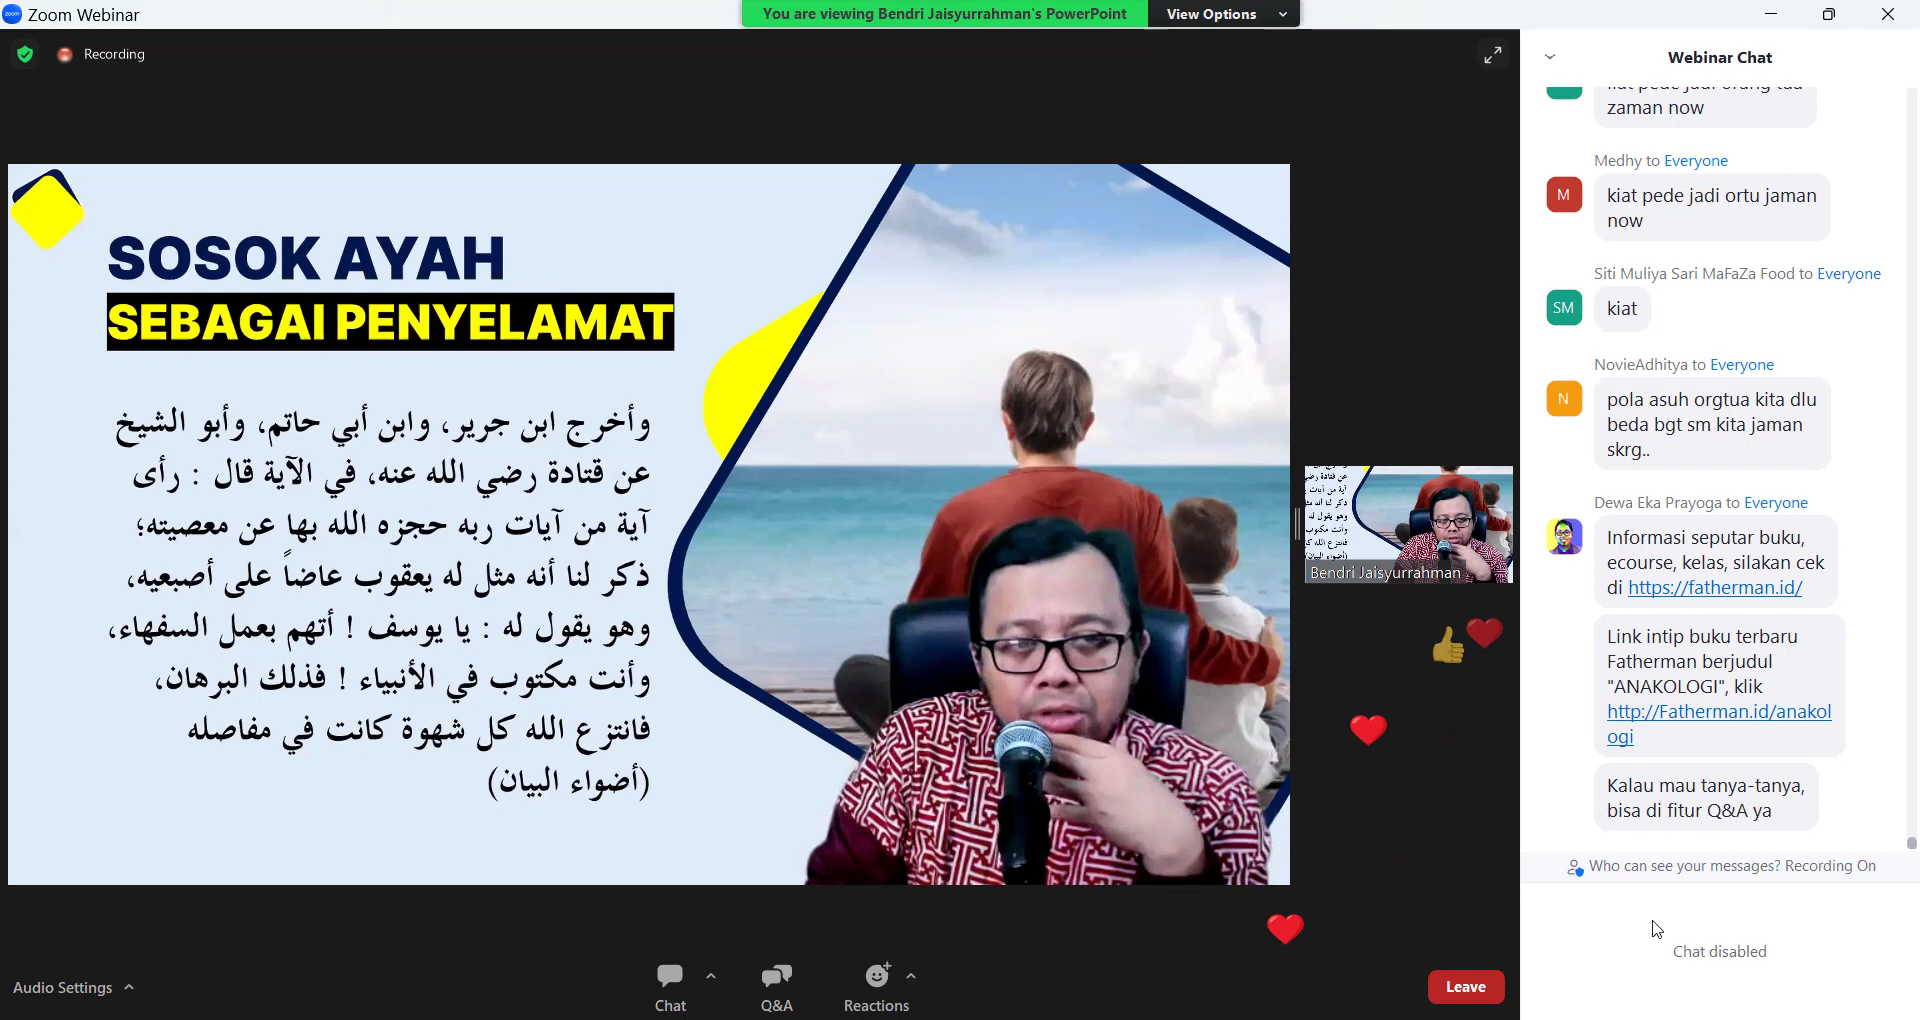 zoom
Zoom Webinar
You are viewing Bendri Jaisyurrahman's PowerPoint
View Options
Recording
SOSOK AYAH
SEBAGAI PENYELAMAT
وأخرج ابن جرير، وابن أبي حاتم، وأبو الشيخ
عن قتادة رضي الله عنه، في الآية قال : رأى
آية من آيات ربه حجزه الله بها عن معصيته؛
ذكر لنا أنه مثل له يعقوب عاضاً على أصبعيه،
وهو يقول له : يا يوسف ! أتهم بعمل السفهاء،
وأنت مكتوب في الأنبياء ! فذلك البرهان،
فانتزع الله كل شهوة كانت في مفاصله
(أضواء البيان)
Bendri Jaisyurrahman
Audio Settings
Chat
Q&A
Reactions
Leave
Webinar Chat
zaman now
Medhy to Everyone
M
kiat pede jadi ortu jaman
now
Siti Muliya Sari MaFaZa Food to Everyone
SM
kiat
NovieAdhitya to Everyone
N
pola asuh orgtua kita dlu
beda bgt sm kita jaman
skrg..
Dewa Eka Prayoga to Everyone
Informasi seputar buku,
ecourse, kelas, silakan cek
di https://fatherman.id/
Link intip buku terbaru
Fatherman berjudul
"ANAKOLOGI", klik
http://Fatherman.id/anakol
ogi
Kalau mau tanya-tanya,
bisa di fitur Q&A ya
Who can see your messages? Recording On
Chat disabled